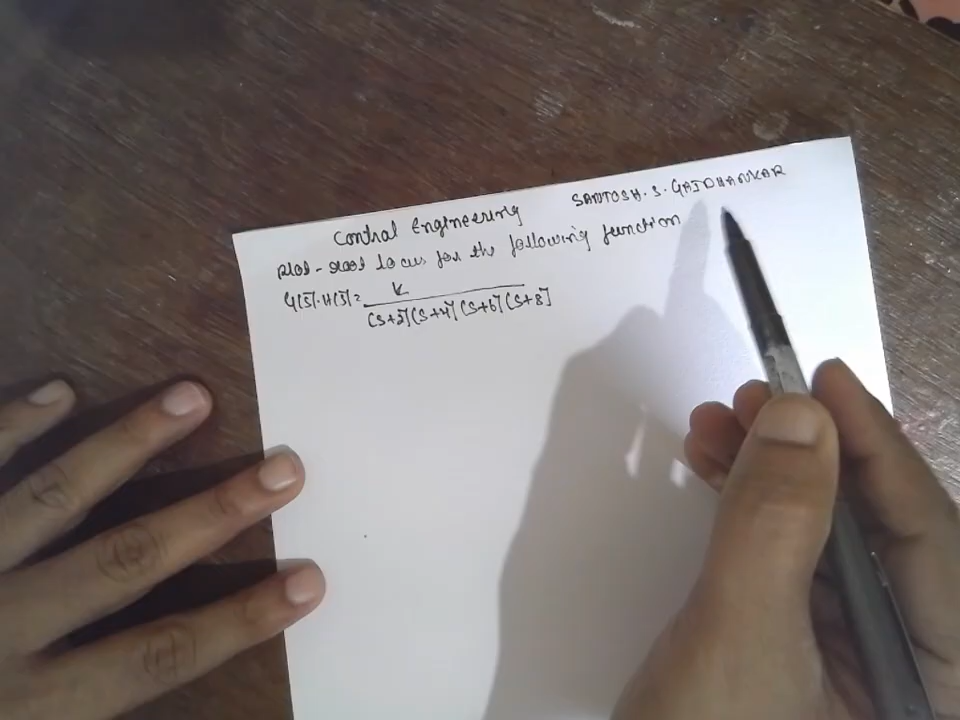 Control Engineering SANTOSH.S.GAIDHANKAR
plot-root locus for the following function
G(S).H(S)= K
(S+2)(S+4)(S+6)(S+8)